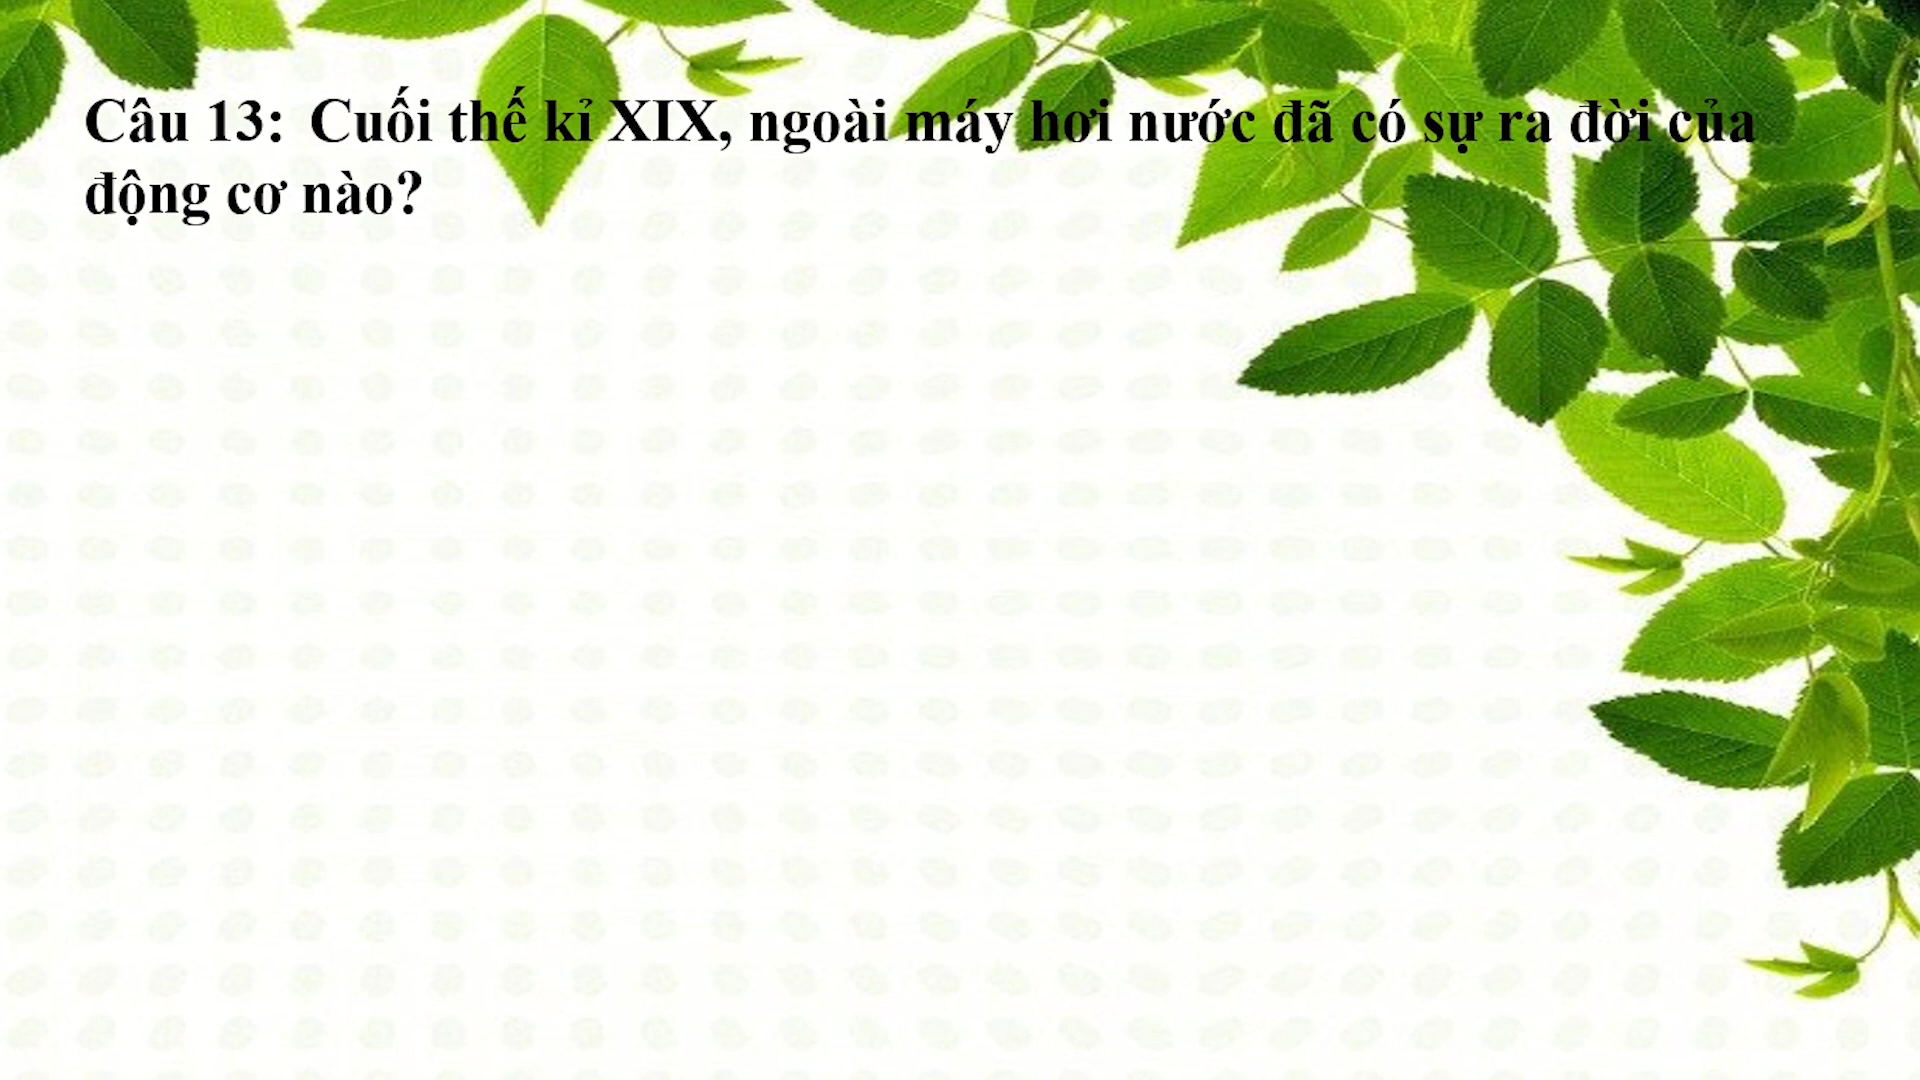 Câu 13: Cuối thế kỉ XIX, ngoài máy hơi nước đã có sự ra đời của
động cơ nào?